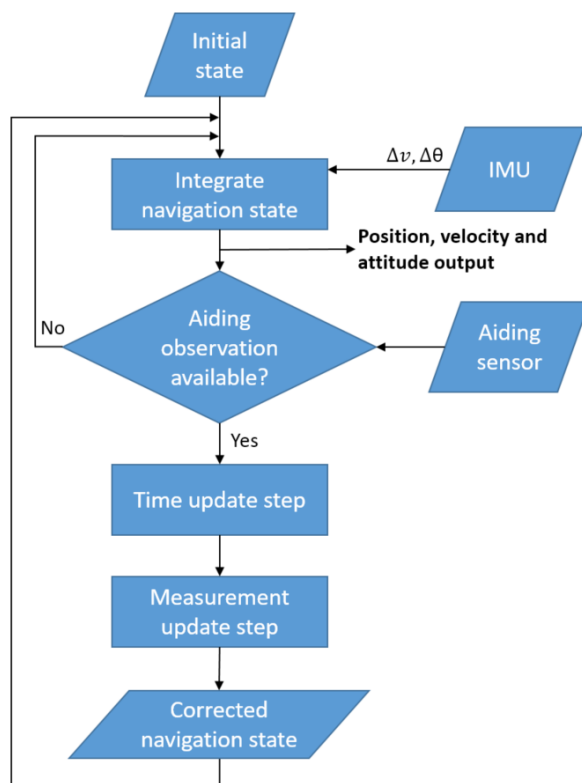 Initial
state
Δv, Δθ
IMU
Integrate
navigation state
Position, velocity and
attitude output
No
Aiding
observation
available?
Aiding
sensor
Yes
Time update step
Measurement
update step
Corrected
navigation state